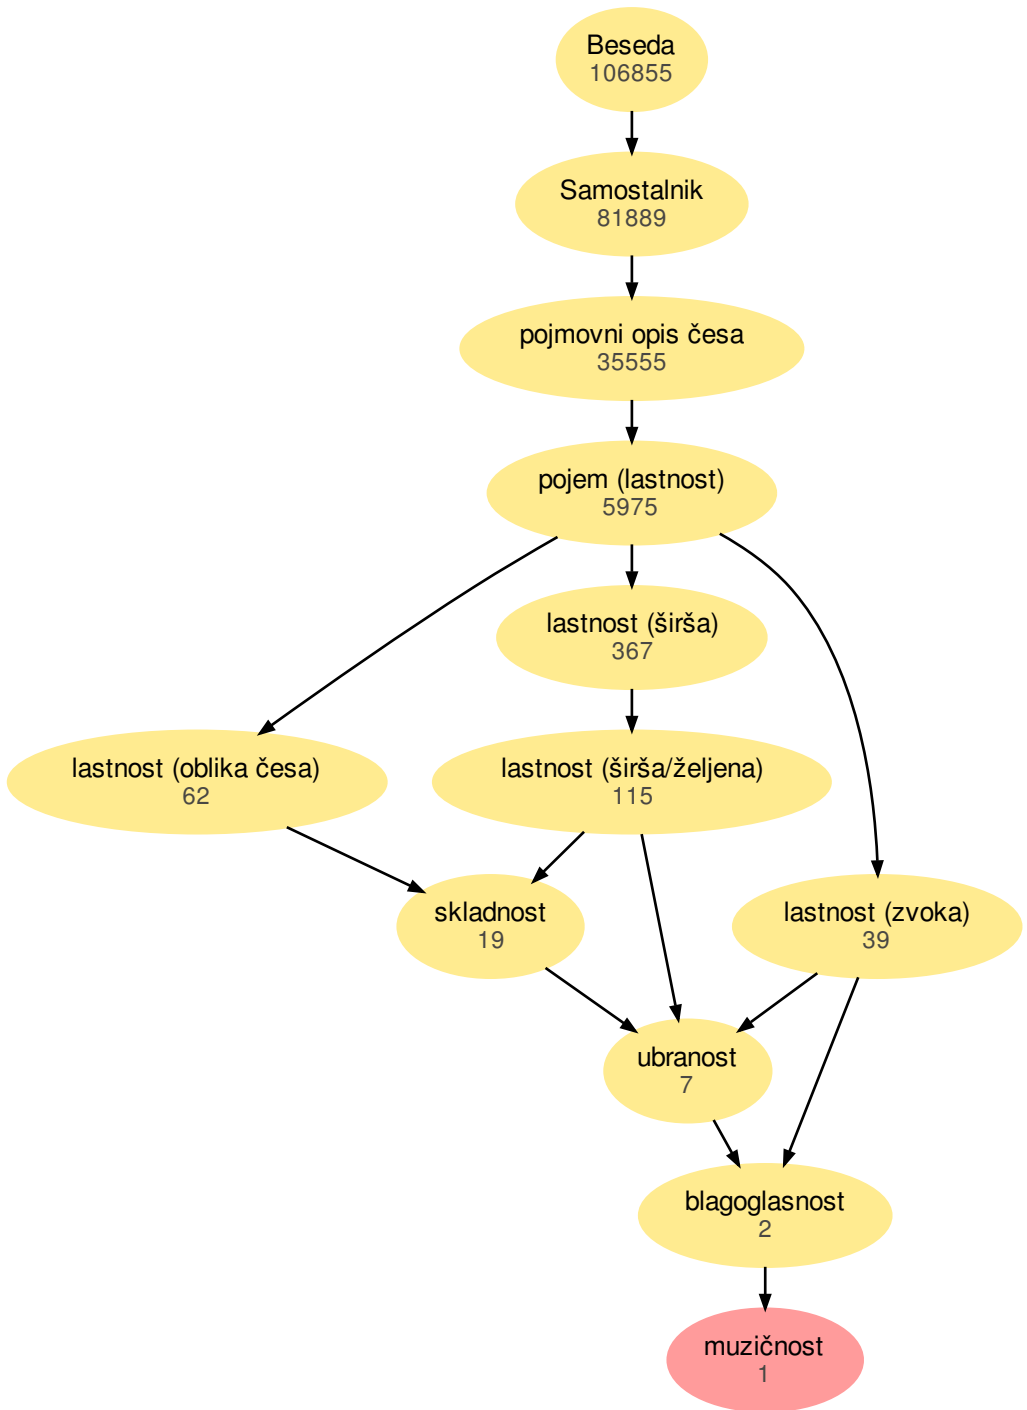 Beseda
106855
Samostalnik
81889
pojmovni opis česa
35555
pojem (lastnost)
5975
lastnost (širša)
367
lastnost (oblika česa)
62
lastnost (širša/željena)
115
skladnost
19
lastnost (zvoka)
39
ubranost
7
blagoglasnost
2
muzičnost
1